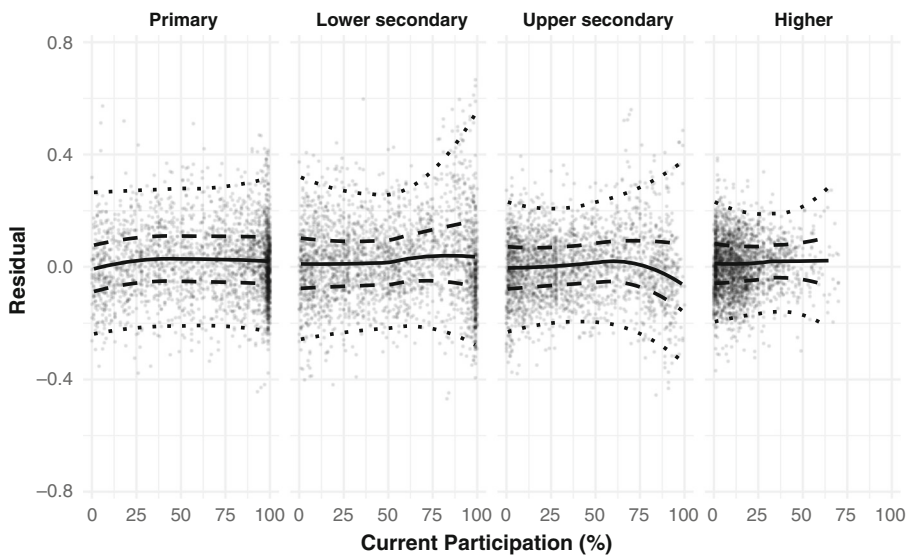 Primary Lower secondary Upper secondary Higher
0.8
0.4
0.0
−0.4
−0.8
Residual
0 25 50 75 100 0 25 50 75 100 0 25 50 75 100 0 25 50 75 100
Current Participation (%)